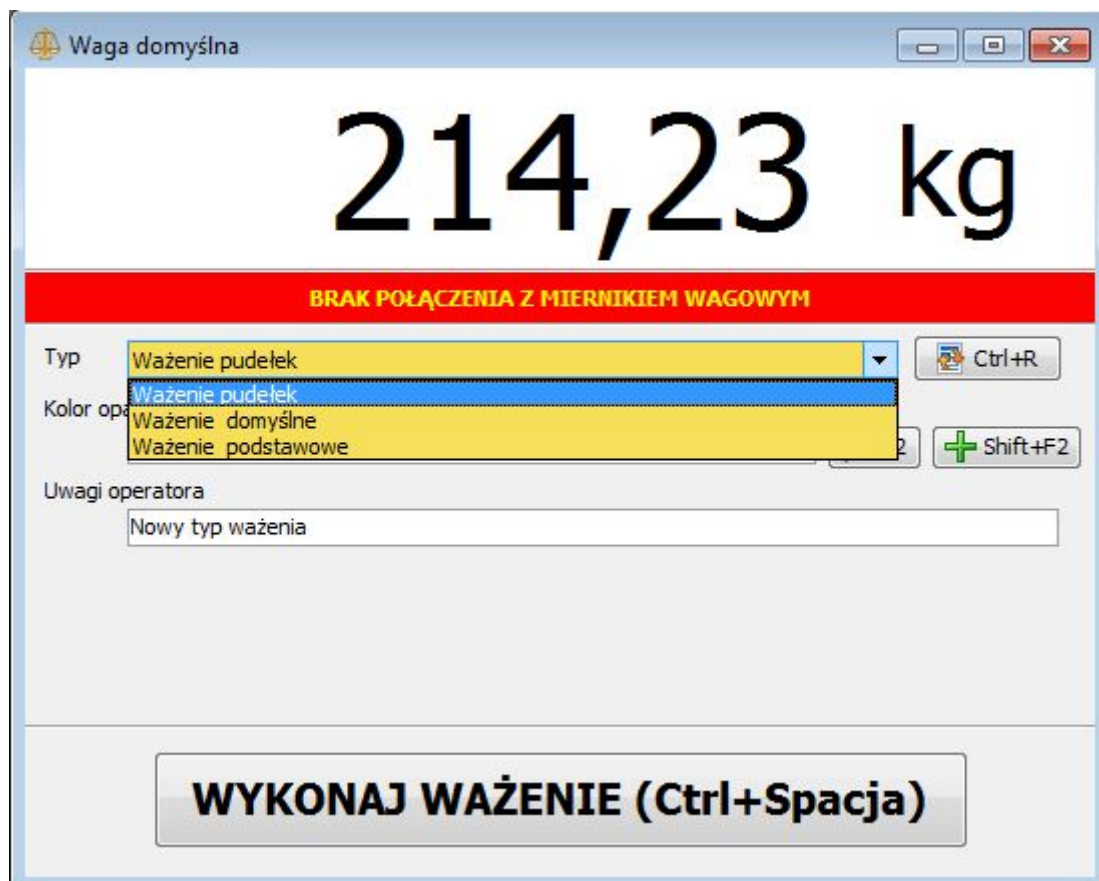 Waga domyślna
214,23 kg
BRAK POŁĄCZENIA Z MIERNIKIEM WAGOWYM
Typ Ważenie pudełek Ctrl+R
Ważenie pudełek
Kolor
Ważenie domyślne
Ważenie podstawowe
Shift+F2
Uwagi operatora
Nowy typ ważenia
WYKONAJ WAŻENIE (Ctrl+Spacja)